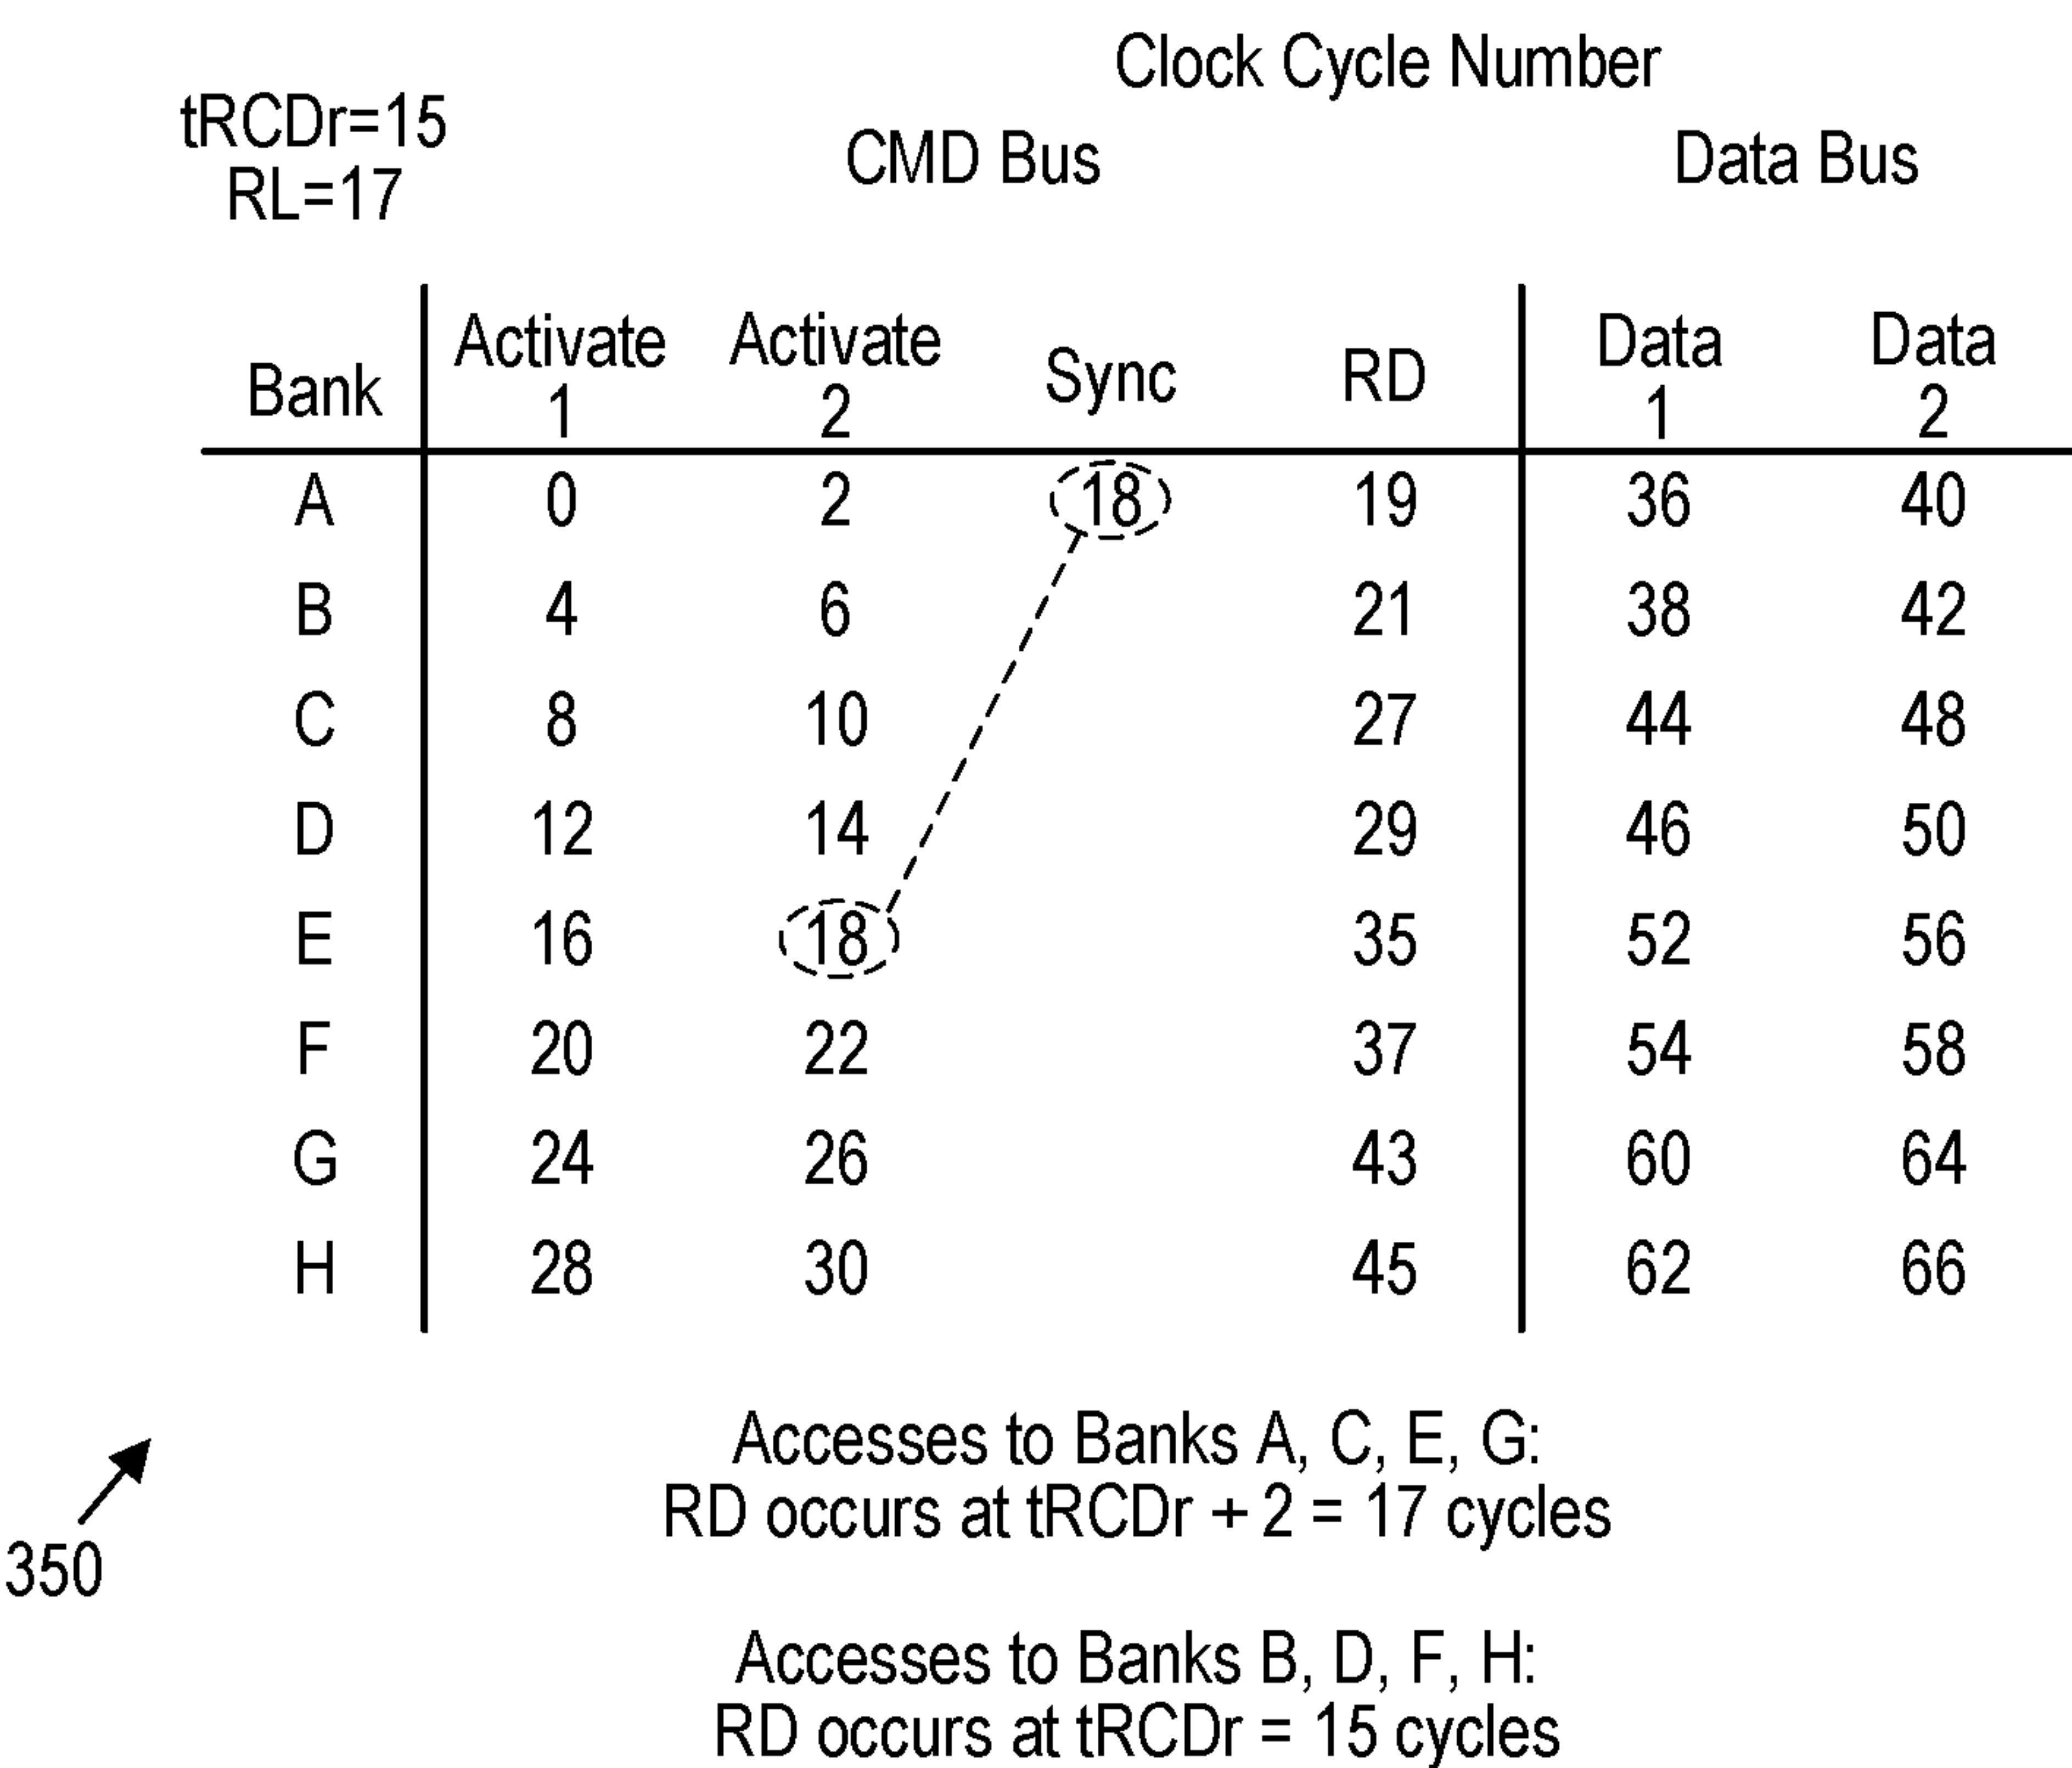 Clock Cycle Number
tRCDr=15
RL=17
CMD Bus Data Bus
Bank Activate 1 Activate 2 Sync RD Data 1 Data 2
A 0 2 18 19 36 40
B 4 6 21 38 42
C 8 10 27 44 48
D 12 14 29 46 50
E 16 18 35 52 56
F 20 22 37 54 58
G 24 26 43 60 64
H 28 30 45 62 66
Accesses to Banks A, C, E, G:
RD occurs at tRCDr + 2 = 17 cycles
350
Accesses to Banks B, D, F, H:
RD occurs at tRCDr = 15 cycles